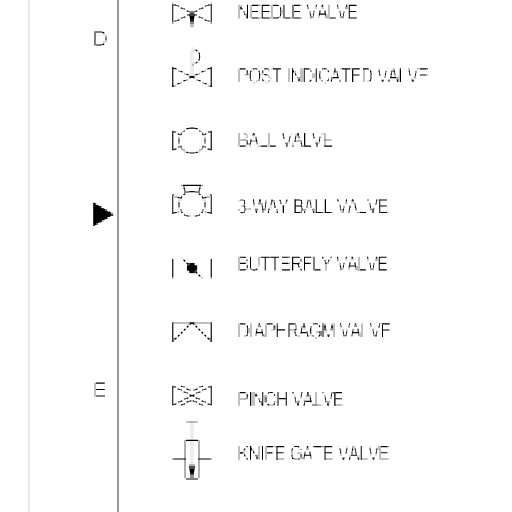 NEEDLE VALVE
D
POST INDICATED VALVE
BALL VALVE
3-WAY BALL VALVE
BUTTERFLY VALVE
DIAPHRAGM VALVE
E
PINCH VALVE
KNIFE GATE VALVE